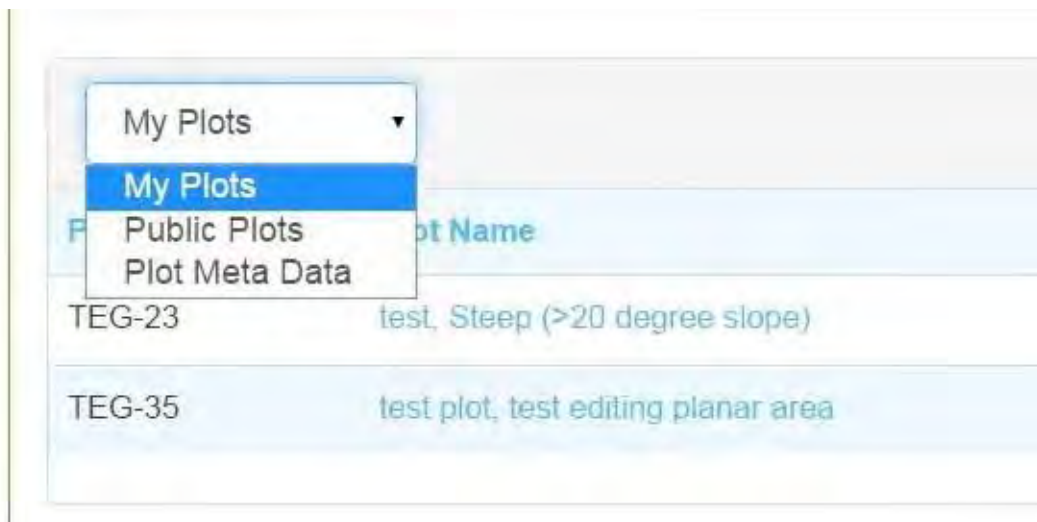 My Plots
My Plots
Public Plots
Plot Meta Data
P ot Name
TEG-23 test, Steep (>20 degree slope)
TEG-35 test plot, test editing planar area